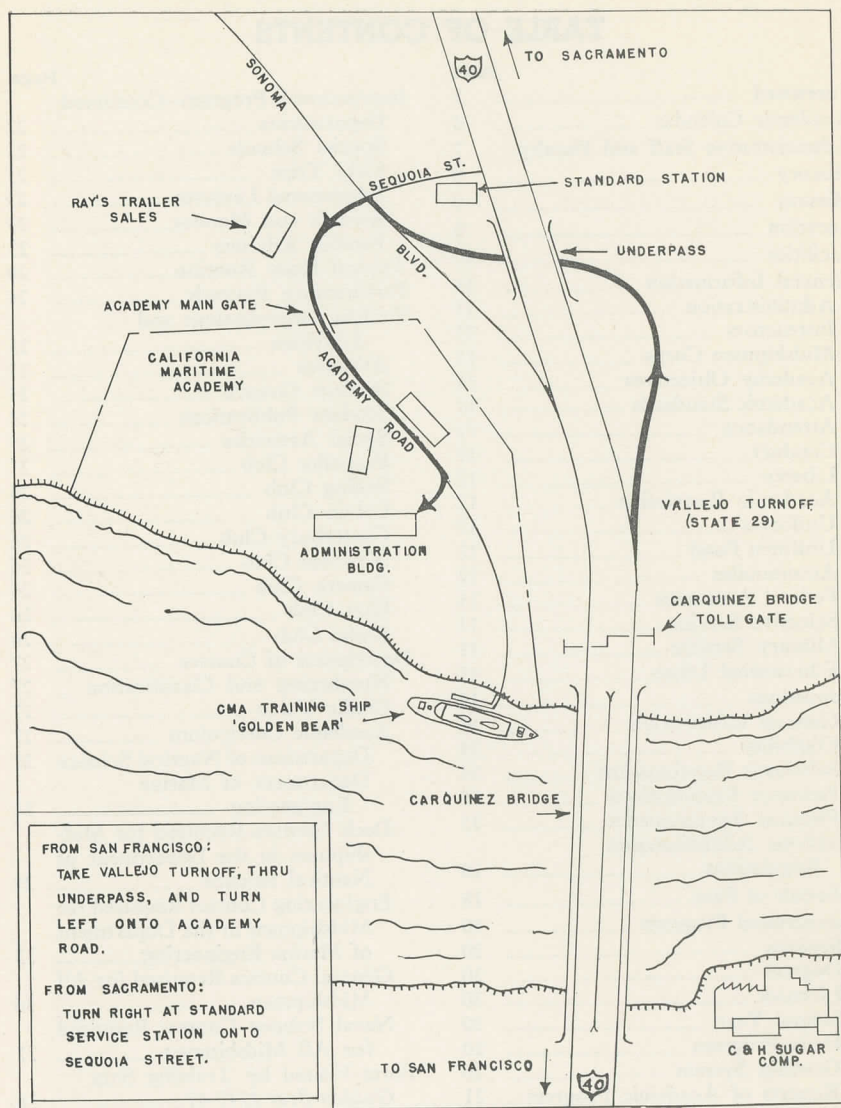 TO SACRAMENTO
40
SONOMA
SEQUOIA ST.
STANDARD STATION
RAY'S TRAILER
SALES
BLVD.
UNDERPASS
ACADEMY MAIN GATE
CALIFORNIA
MARITIME
ACADEMY
ACADEMY
ROAD
VALLEJO TURNOFF
(STATE 29)
ADMINISTRATION
BLDG.
CARQUINEZ BRIDGE
TOLL GATE
CMA TRAINING SHIP
'GOLDEN BEAR'
CARQUINEZ BRIDGE
FROM SAN FRANCISCO:
TAKE VALLEJO TURNOFF, THRU
UNDERPASS, AND TURN
LEFT ONTO ACADEMY
ROAD.
FROM SACRAMENTO:
TURN RIGHT AT STANDARD
SERVICE STATION ONTO
SEQUOIA STREET.
C & H SUGAR
COMP.
TO SAN FRANCISCO
40